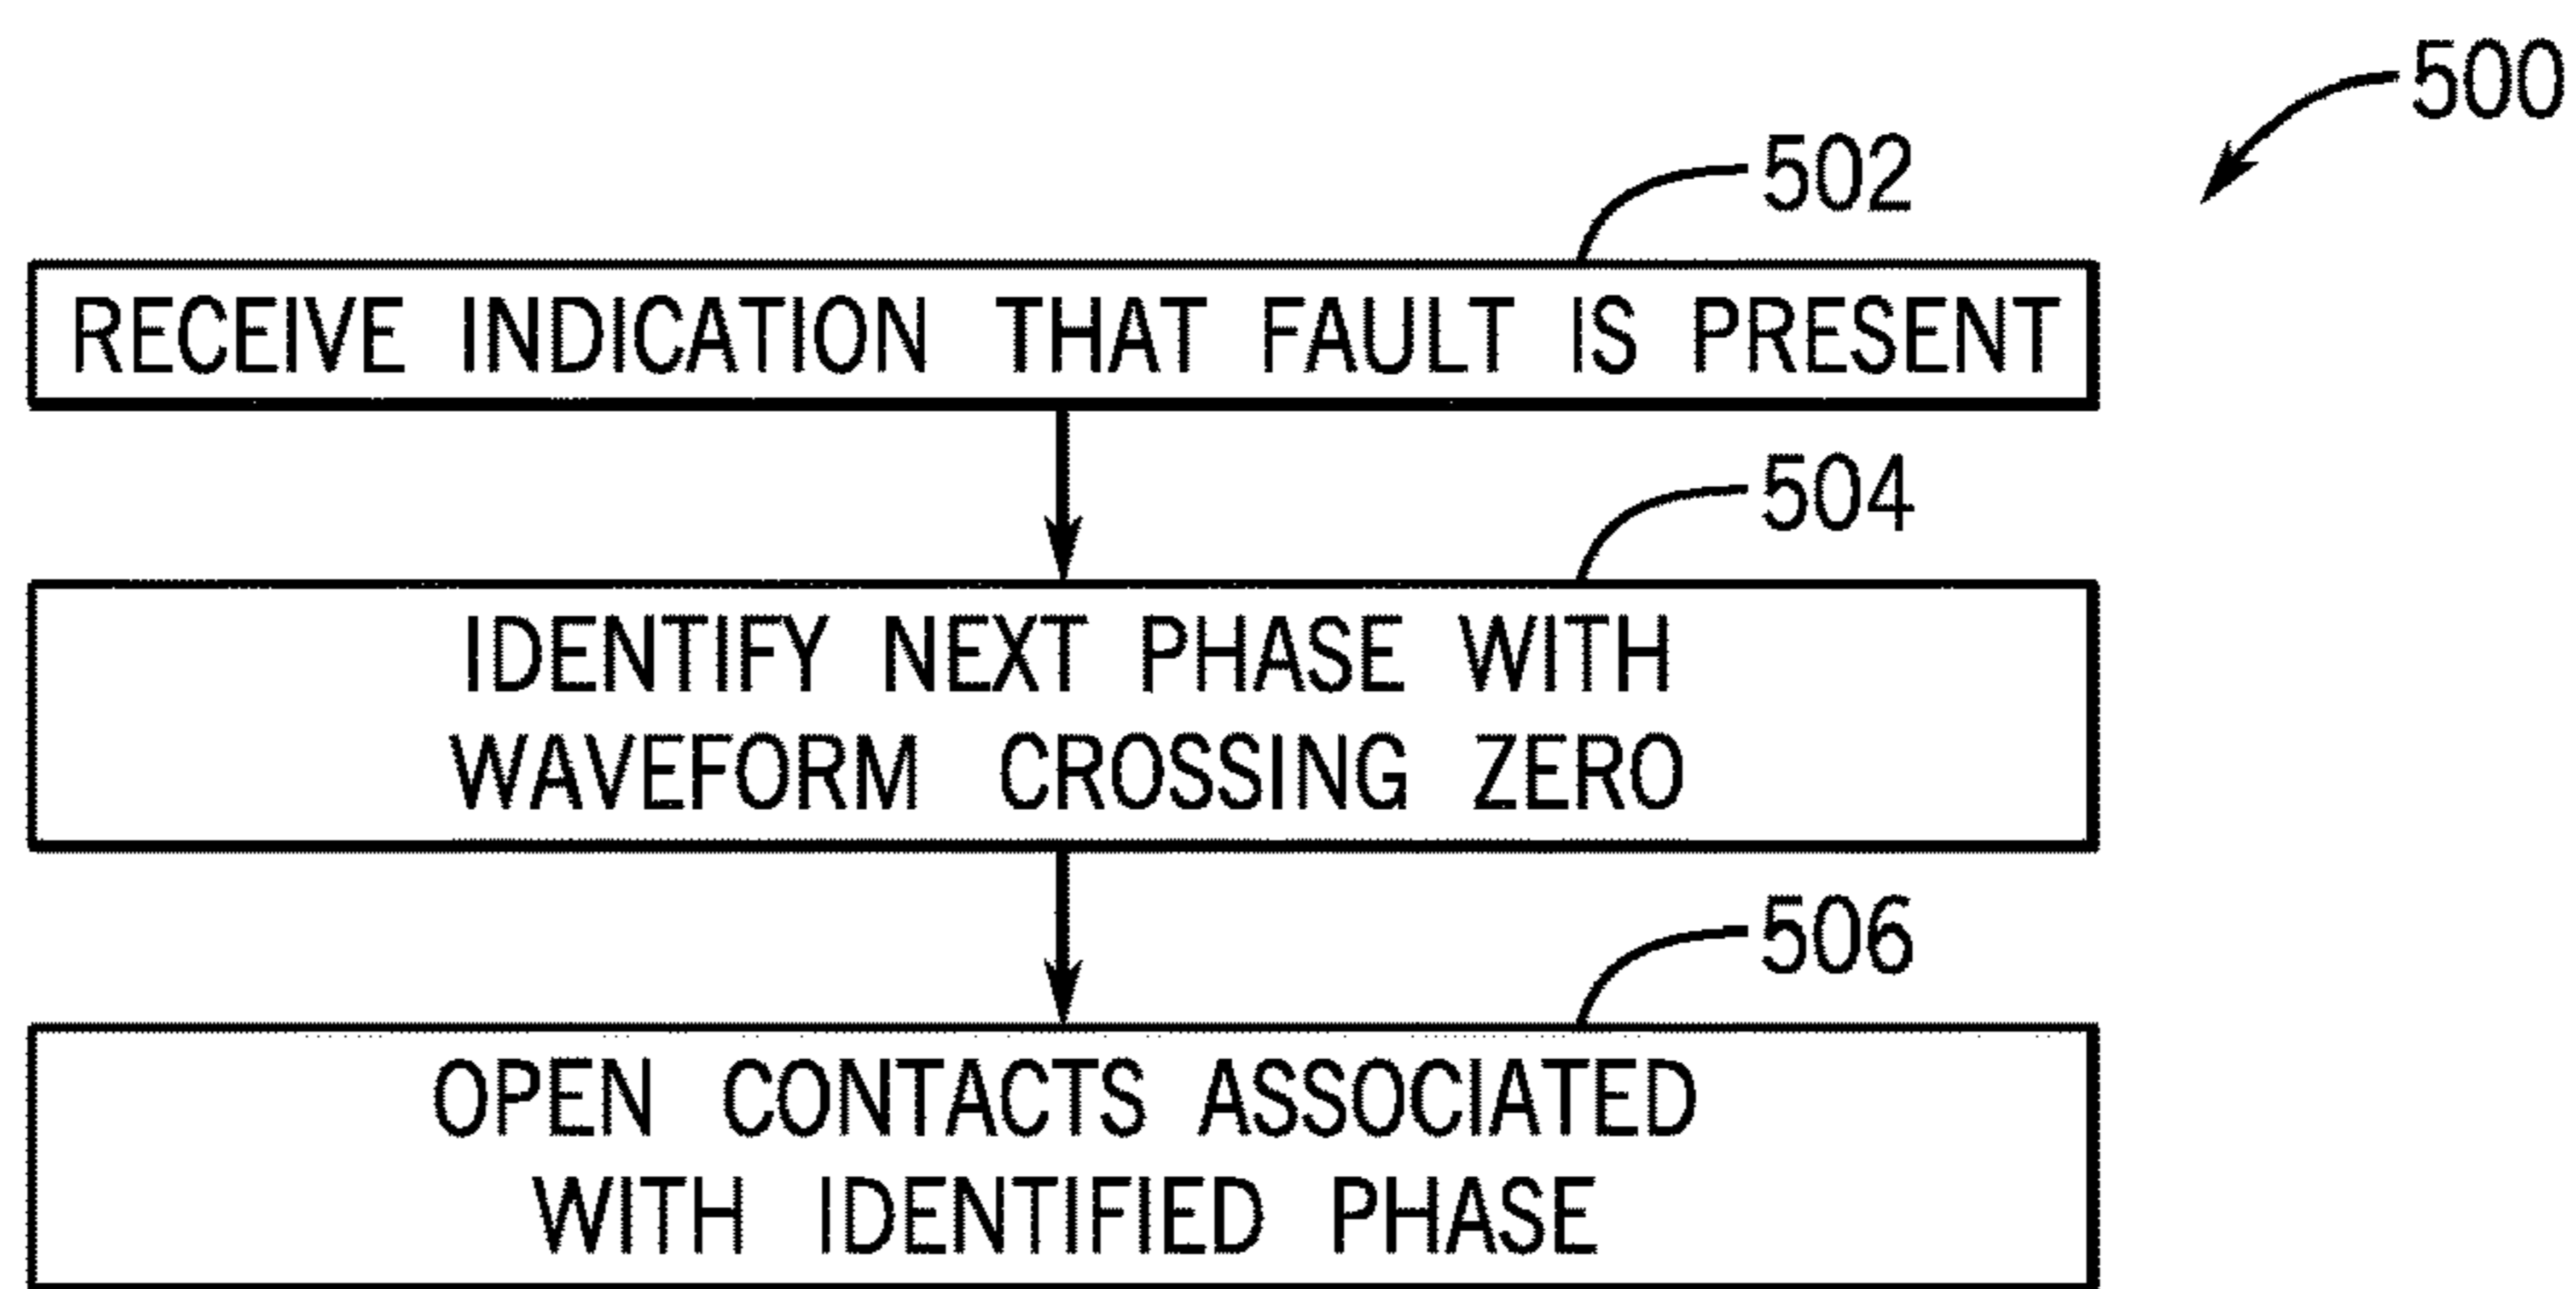 500
502
RECEIVE INDICATION THAT FAULT IS PRESENT
504
IDENTIFY NEXT PHASE WITH
WAVEFORM CROSSING ZERO
506
OPEN CONTACTS ASSOCIATED
WITH IDENTIFIED PHASE